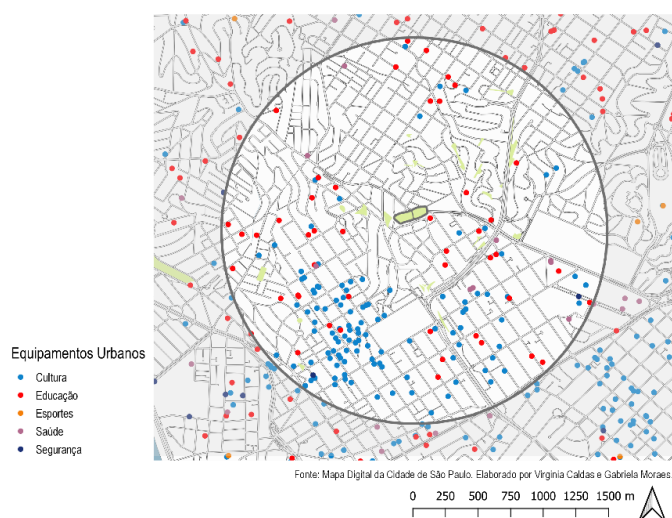 Equipamentos Urbanos
Cultura
Educação
Esportes
Saúde
Segurança
Fonte: Mapa Digital da Cidade de São Paulo. Elaborado por Virginia Caldas e Gabriela Moraes.
0 250 500 750 1000 1250 1500 m